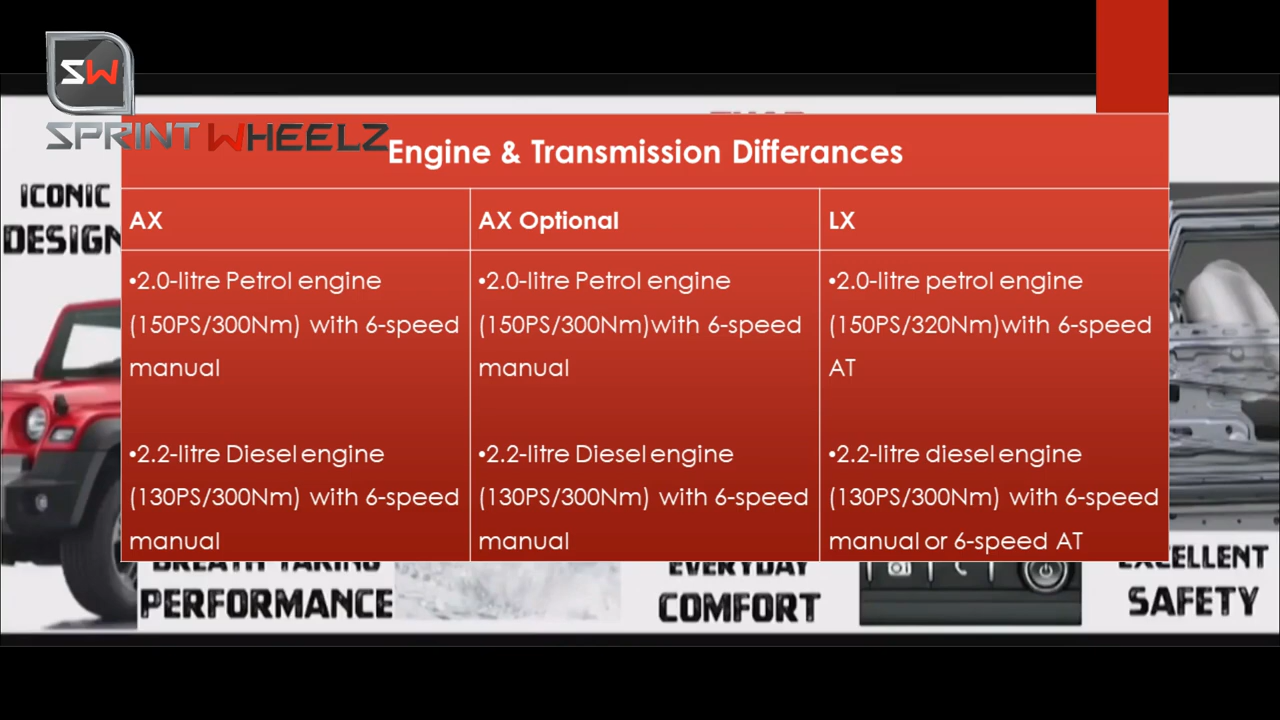 SW
SPRINT WHEELZ
Engine & Transmission Differances
ICONIC
DESIGN
AX
AX Optional
LX
•2.0-litre Petrol engine
(150PS/300Nm) with 6-speed
manual
•2.2-litre Diesel engine
(130PS/300Nm) with 6-speed
manual
•2.0-litre Petrol engine
(150PS/300Nm)with 6-speed
manual
•2.2-litre Diesel engine
(130PS/300Nm) with 6-speed
manual
•2.0-litre petrol engine
(150PS/320Nm)with 6-speed
AT
•2.2-litre diesel engine
(130PS/300Nm) with 6-speed
manual or 6-speed AT
BREATH TAKING
PERFORMANCE
EVERYDAY
COMFORT
EXCELLENT
SAFETY